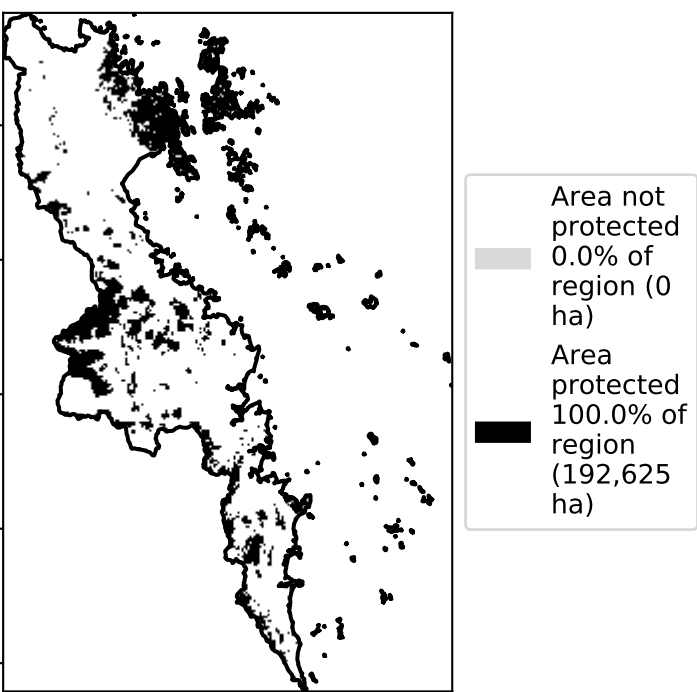 Area not
protected
0.0% of
region (0
ha)
Area
protected
100.0% of
region
(192,625
ha)